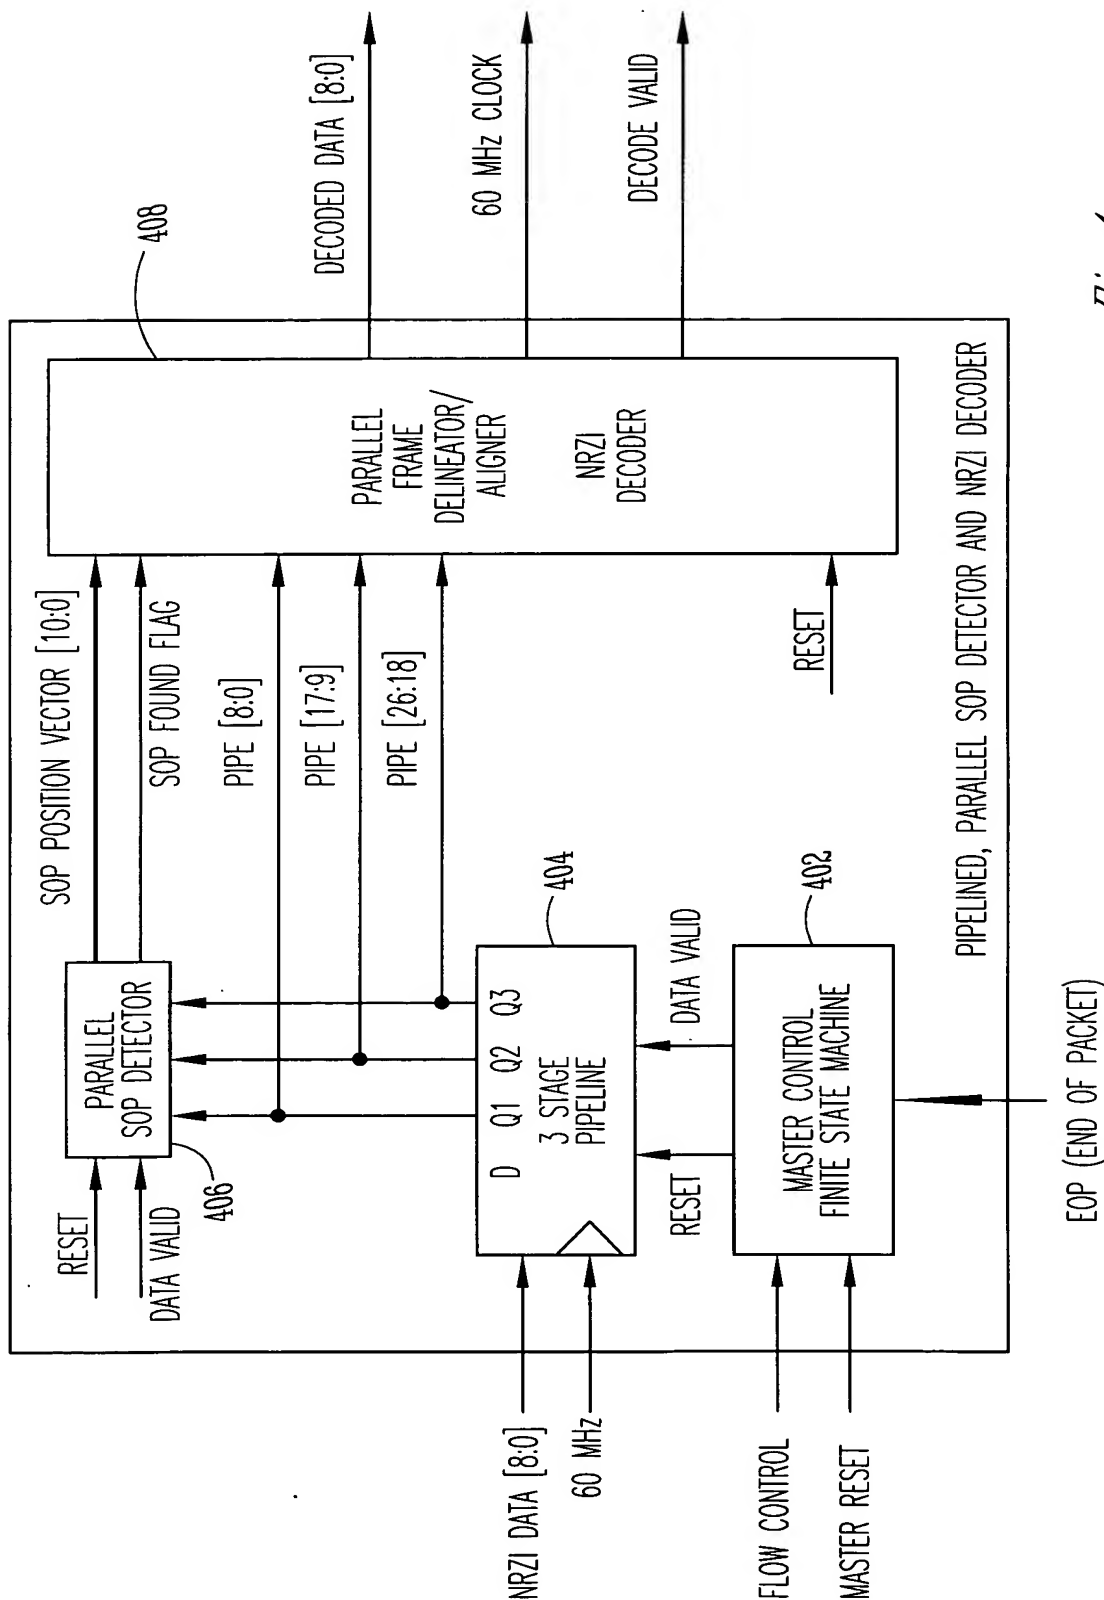 DECODED DATA [8:0]
60 MHz CLOCK
DECODE VALID
408
PARALLEL
FRAME
DELINEATOR/
ALIGNER
NRZI
DECODER
SOP POSITION VECTOR [10:0]
SOP FOUND FLAG
PIPE [8:0]
PIPE [17:9]
PIPE [26:18]
RESET
PARALLEL
SOP DETECTOR
406
RESET
DATA VALID
404
D Q1 Q2 Q3
3 STAGE
PIPELINE
NRZI DATA [8:0]
60 MHz
RESET
DATA VALID
402
MASTER CONTROL
FINITE STATE MACHINE
FLOW CONTROL
MASTER RESET
EOP (END OF PACKET)
PIPELINED, PARALLEL SOP DETECTOR AND NRZI DECODER